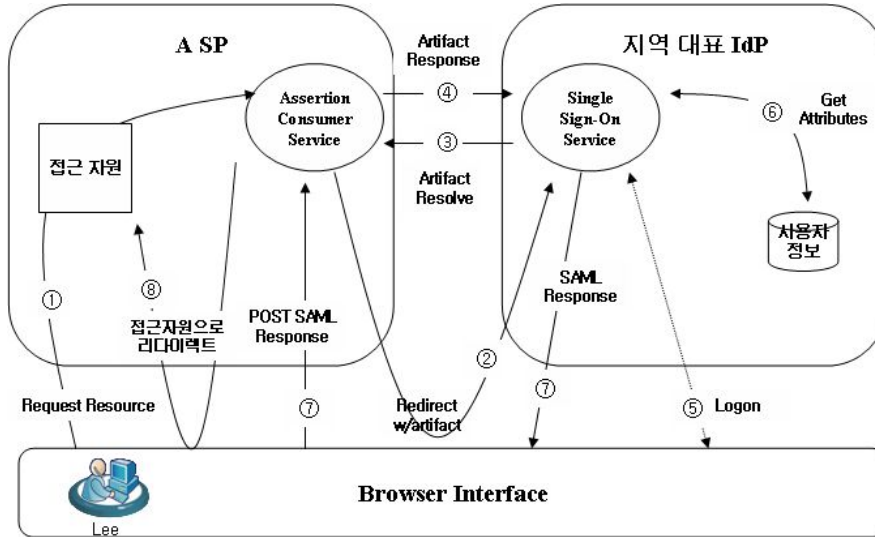 A SP
지역 대표 IdP
Artifact
Response
④
③
Artifact
Resolve
Assertion
Consumer
Service
Single
Sign-On
Service
⑥
Get
Attributes
접근 자원
사용자
정보
①
⑧
접근자원으로
리다이렉트
POST SAML
Response
②
SAML
Response
Request Resource
⑦
Redirect
w/artifact
⑦
⑤
Logon
Browser Interface
Lee